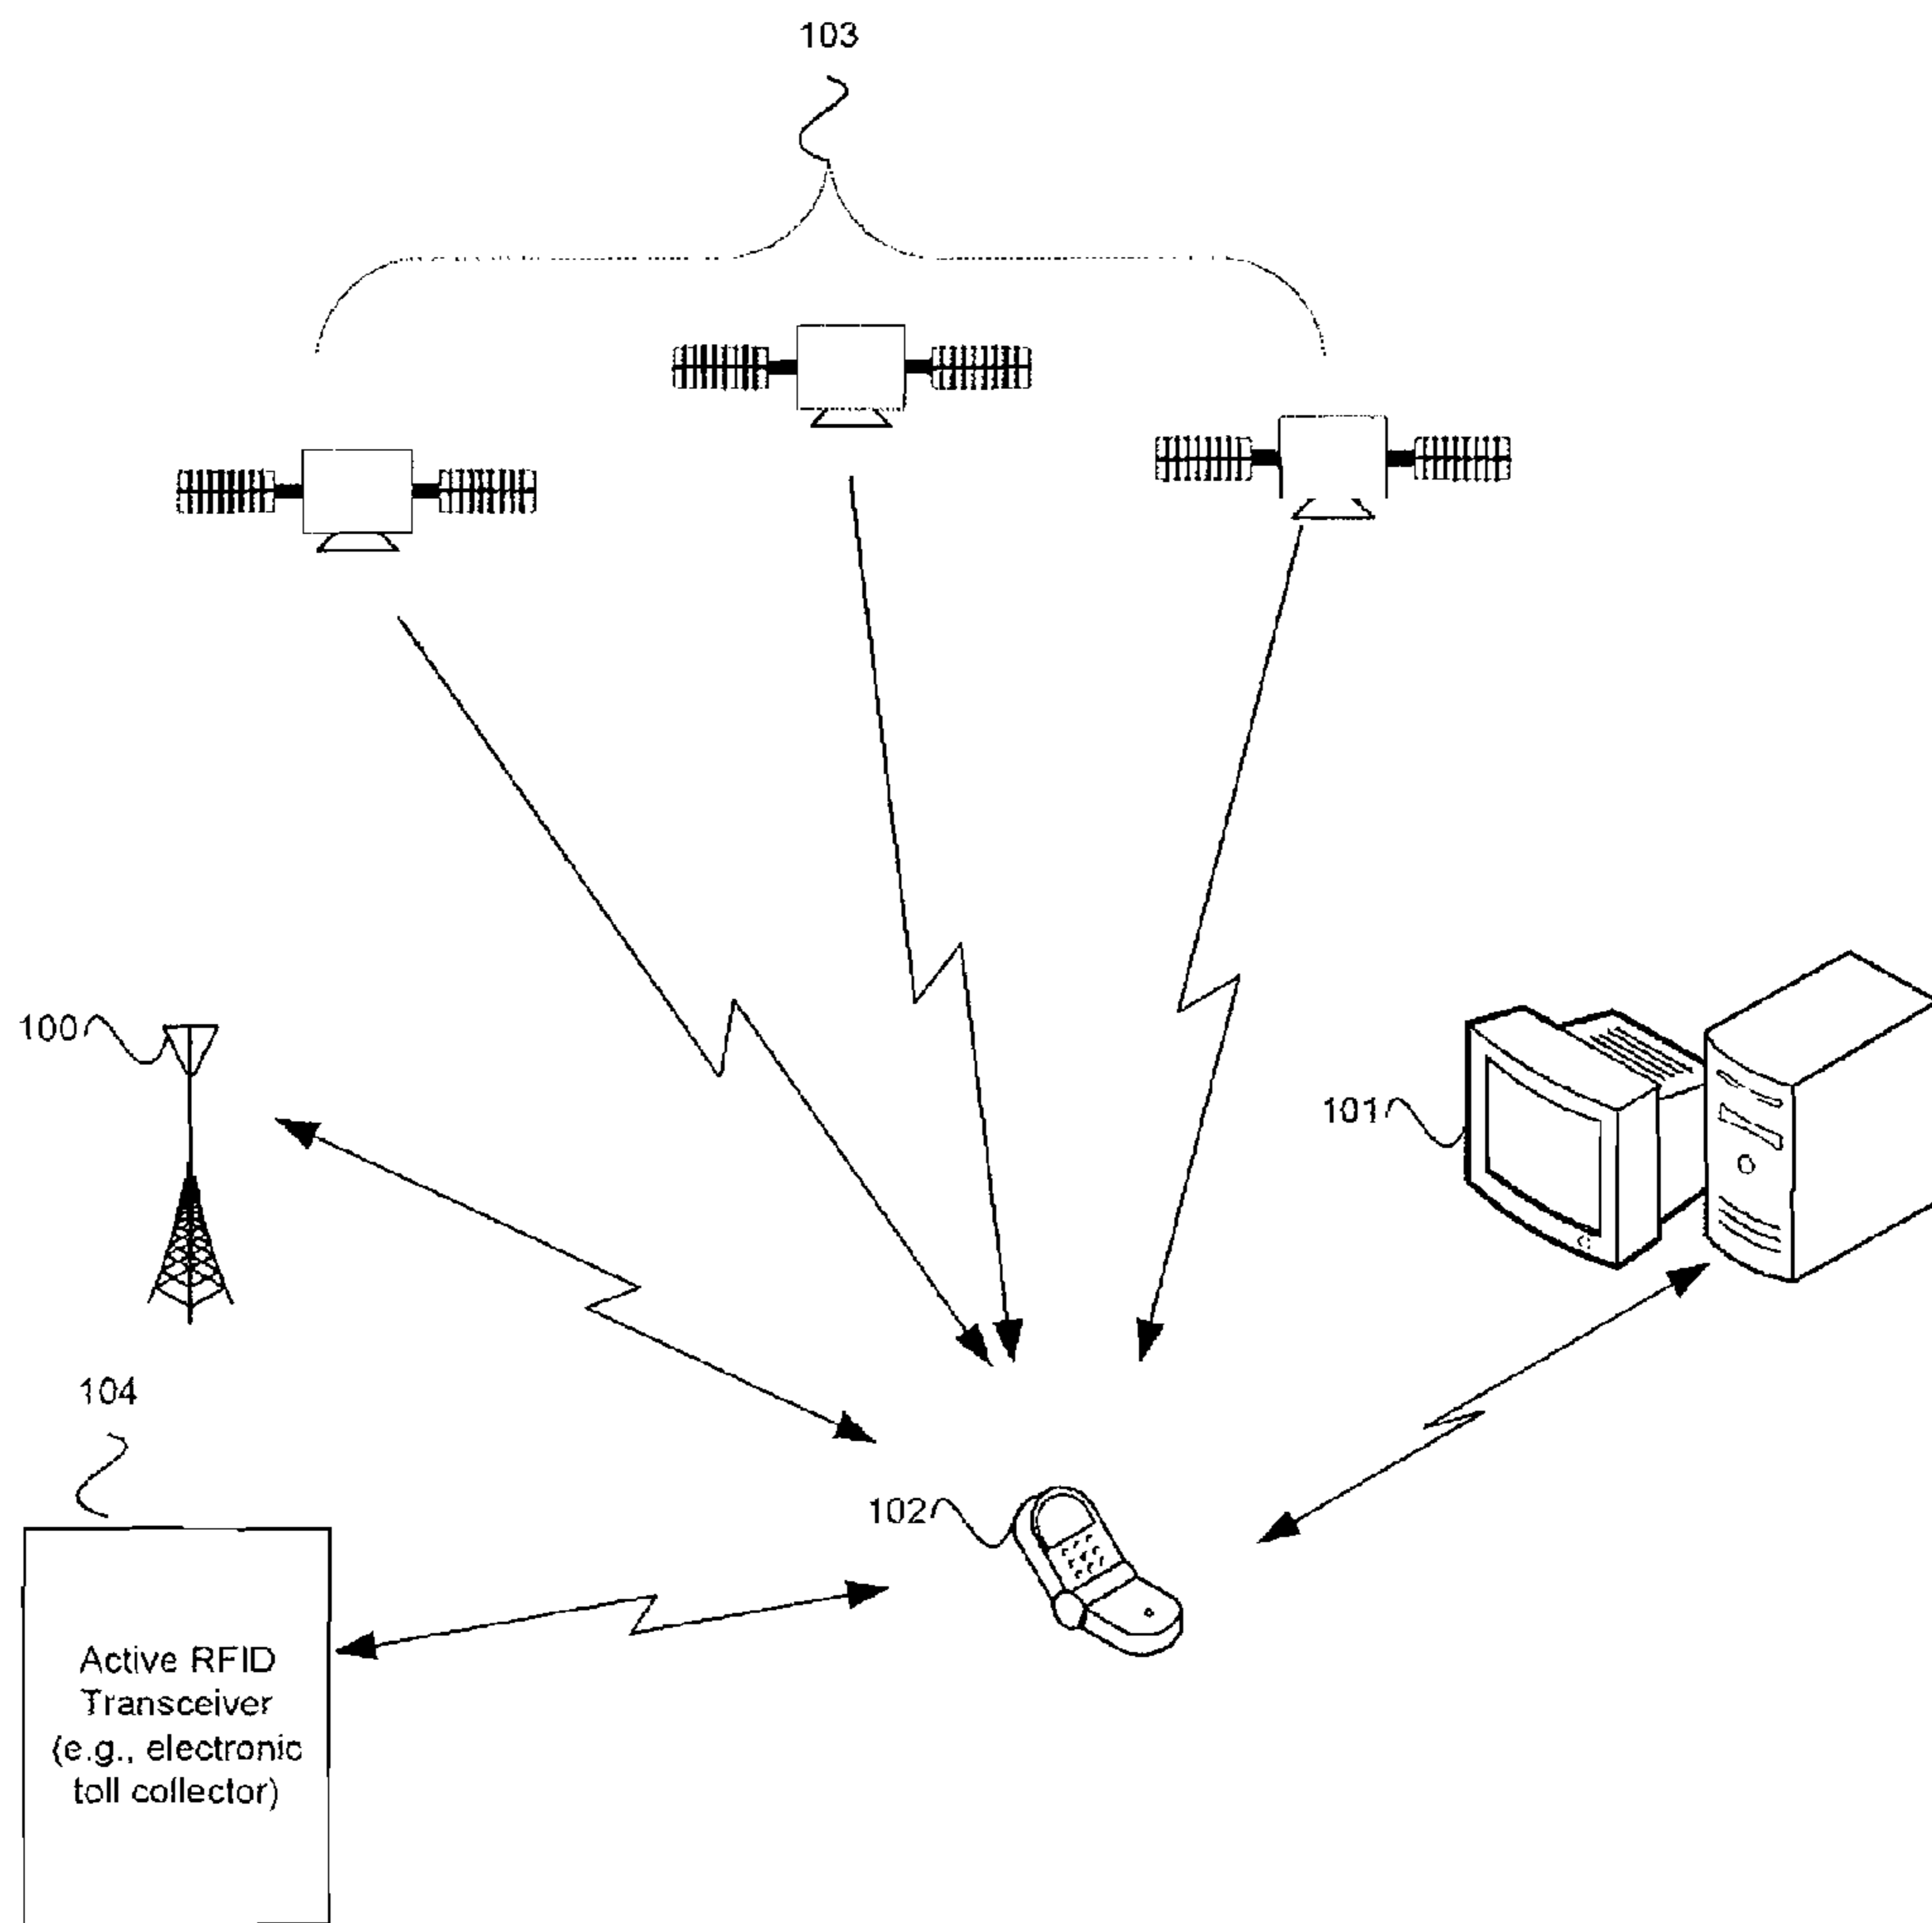 103
100
101
104
102
Active RFID
Transceiver
(e.g., electronic
toll collector)